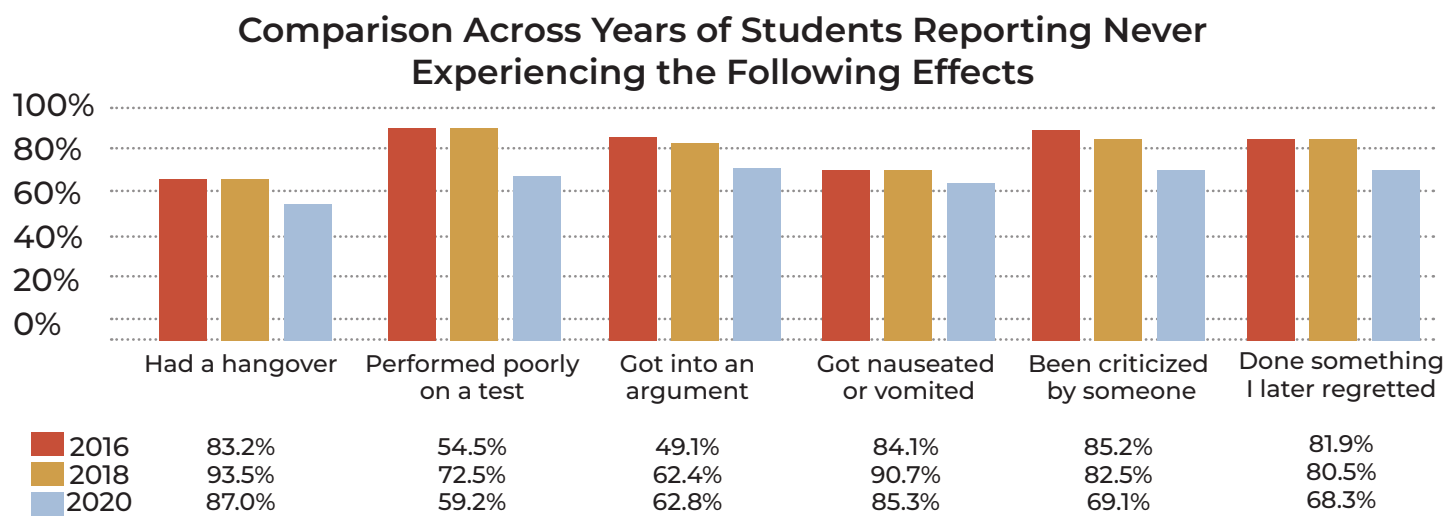 Comparison Across Years of Students Reporting Never
Experiencing the Following Effects
100%
80%
60%
40%
20%
0%
Had a hangover
Performed poorly
on a test
Got into an
argument
Got nauseated
or vomited
Been criticized
by someone
Done something
I later regretted
2016 83.2% 54.5% 49.1% 84.1% 85.2% 81.9%
2018 93.5% 72.5% 62.4% 90.7% 82.5% 80.5%
2020 87.0% 59.2% 62.8% 85.3% 69.1% 68.3%